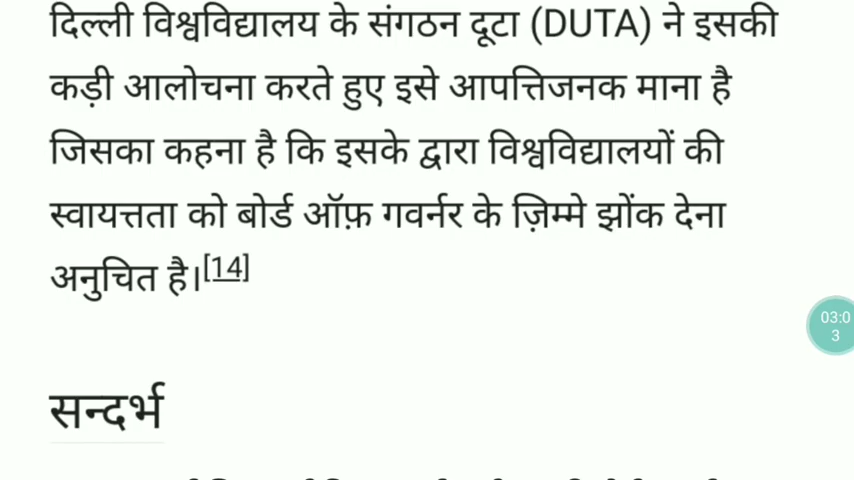 दिल्ली विश्वविद्यालय के संगठन दूटा (DUTA) ने इसकी
कड़ी आलोचना करते हुए इसे आपत्तिजनक माना है
जिसका कहना है कि इसके द्वारा विश्वविद्यालयों की
स्वायत्तता को बोर्ड ऑफ़ गवर्नर के ज़िम्मे झोंक देना
अनुचित है।[14]
03:0
3
सन्दर्भ